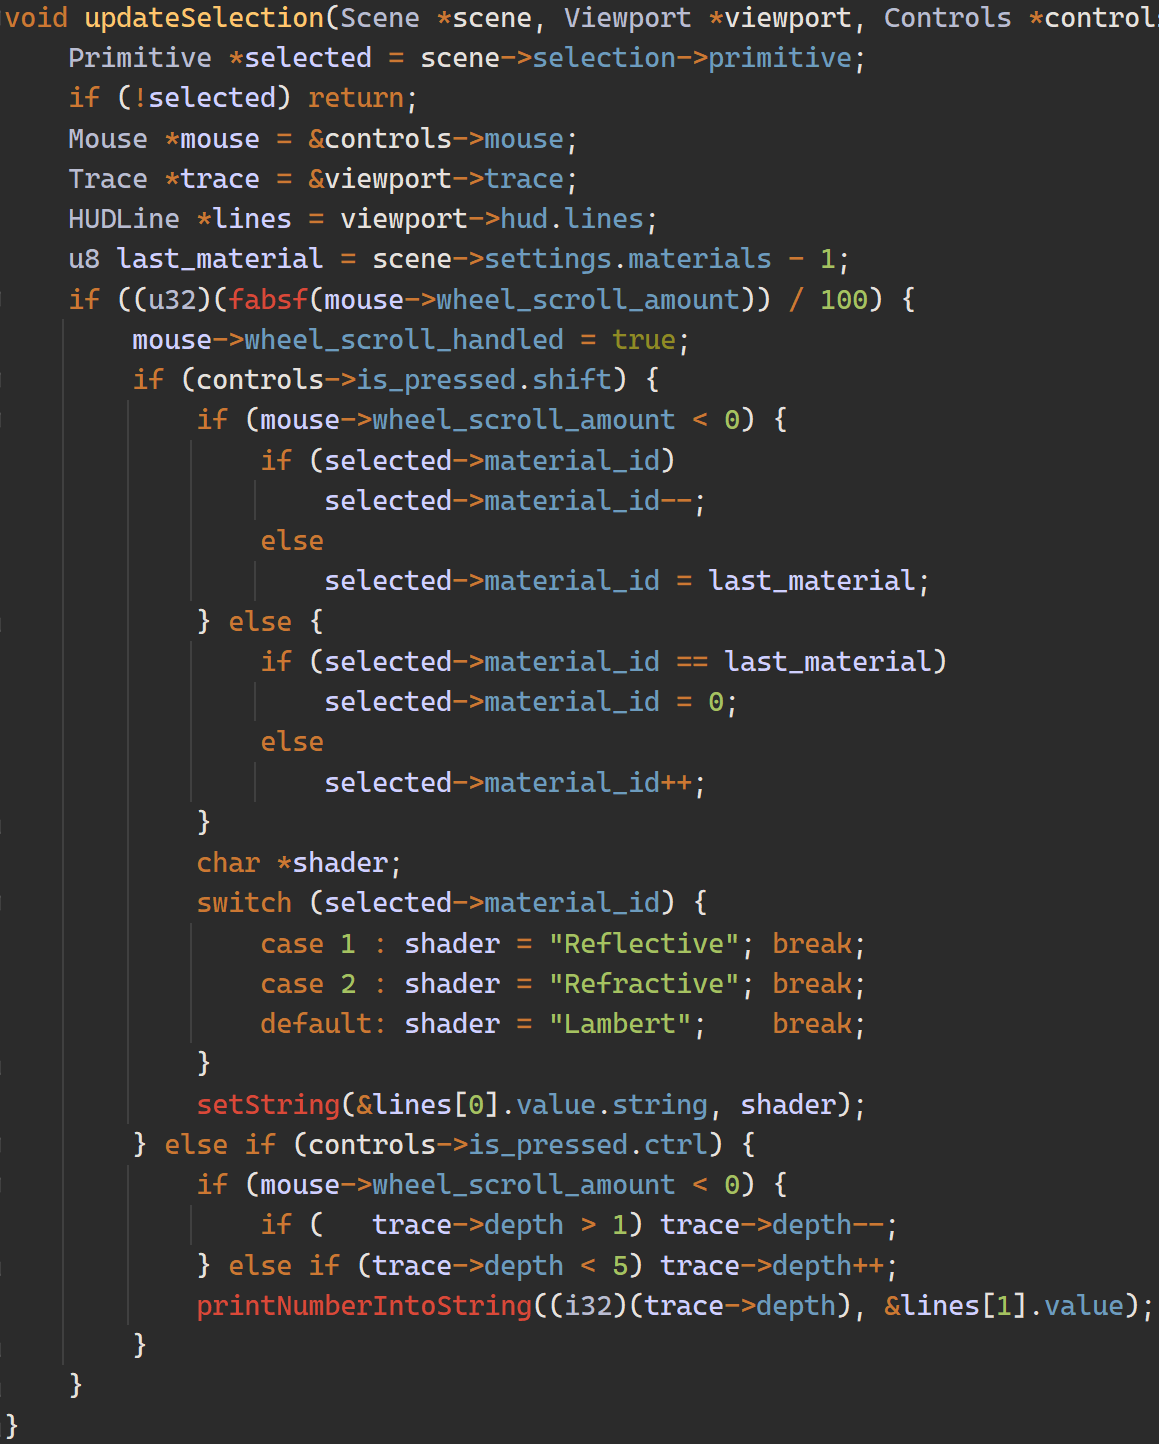 void updateSelection(Scene *scene, Viewport *viewport, Controls *controls
    Primitive *selected = scene->selection->primitive;
    if (!selected) return;
    Mouse *mouse = &controls->mouse;
    Trace *trace = &viewport->trace;
    HUDLine *lines = viewport->hud.lines;
    u8 last_material = scene->settings.materials - 1;
    if ((u32)(fabsf(mouse->wheel_scroll_amount)) / 100) {
        mouse->wheel_scroll_handled = true;
        if (controls->is_pressed.shift) {
            if (mouse->wheel_scroll_amount < 0) {
                if (selected->material_id)
                    selected->material_id--;
                else
                    selected->material_id = last_material;
            } else {
                if (selected->material_id == last_material)
                    selected->material_id = 0;
                else
                    selected->material_id++;
            }
            char *shader;
            switch (selected->material_id) {
                case 1 : shader = "Reflective"; break;
                case 2 : shader = "Refractive"; break;
                default: shader = "Lambert";    break;
            }
            setString(&lines[0].value.string, shader);
        } else if (controls->is_pressed.ctrl) {
            if (mouse->wheel_scroll_amount < 0) {
                if (   trace->depth > 1) trace->depth--;
            } else if (trace->depth < 5) trace->depth++;
            printNumberIntoString((i32)(trace->depth), &lines[1].value);
        }
    }
}